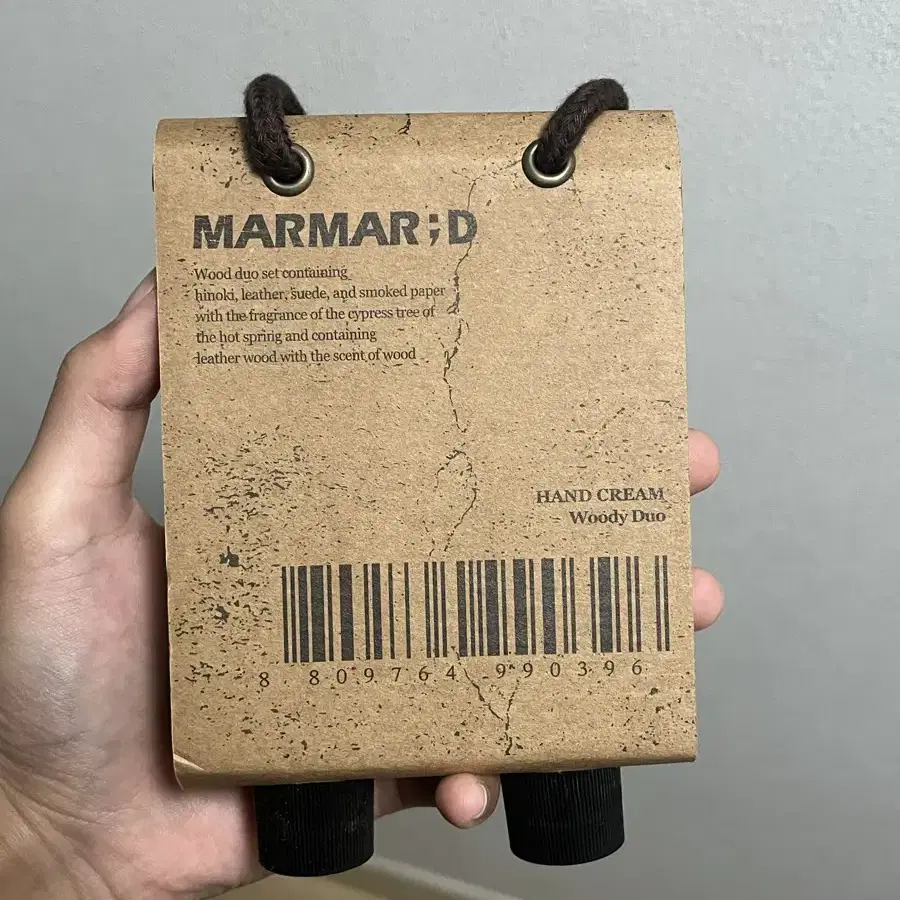 MARMAR;D
Wood duo set containing
hinoki, leather, suede, and smoked paper
with the fragrance of the cypress tree of
the hot spring and containing
leather wood with the scent of wood
HAND CREAM
Woody Duo
8 809764 990396